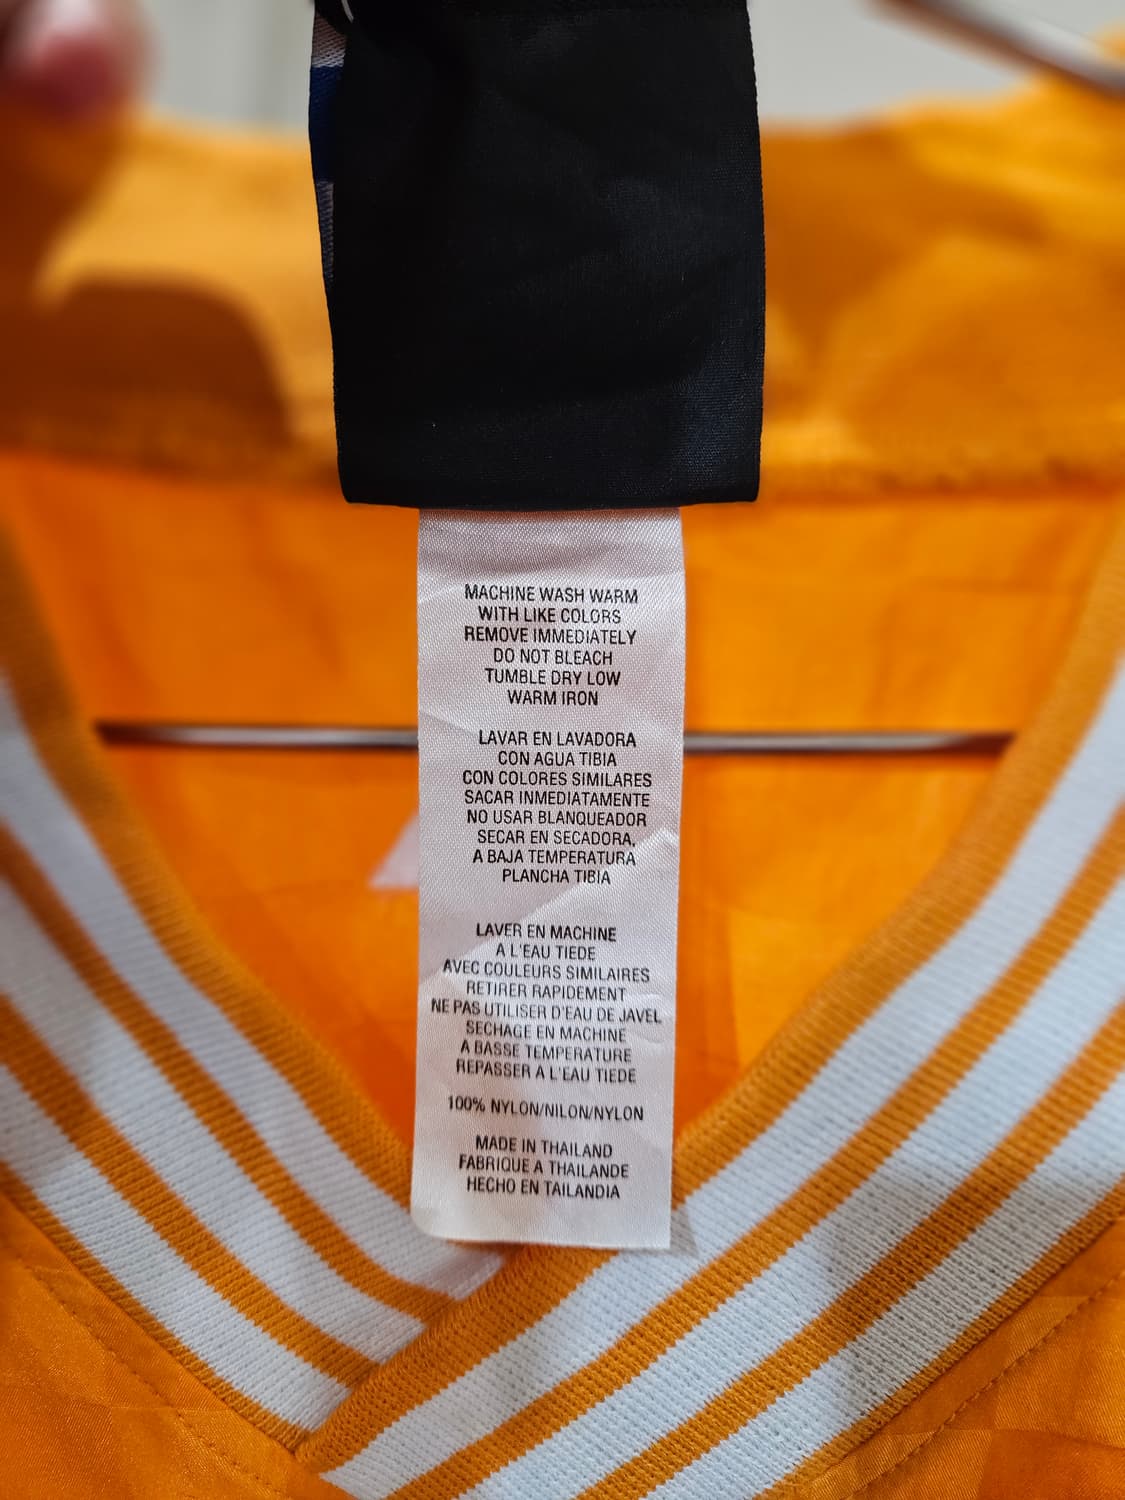 MACHINE WASH WARM
WITH LIKE COLORS
REMOVE IMMEDIATELY
DO NOT BLEACH
TUMBLE DRY LOW
WARM IRON
LAVAR EN LAVADORA
CON AGUA TIBIA
CON COLORES SIMILARES
SACAR INMEDIATAMENTE
NO USAR BLANQUEADOR
SECAR EN SECADORA,
A BAJA TEMPERATURA
PLANCHA TIBIA
LAVER EN MACHINE
A L'EAU TIEDE
AVEC COULEURS SIMILAIRES
RETIRER RAPIDEMENT
NE PAS UTILISER D'EAU DE JAVEL
SECHAGE EN MACHINE
A BASSE TEMPERATURE
REPASSER A L'EAU TIEDE
100% NYLON/NILON/NYLON
MADE IN THAILAND
FABRIQUE A THAILANDE
HECHO EN TAILANDIA